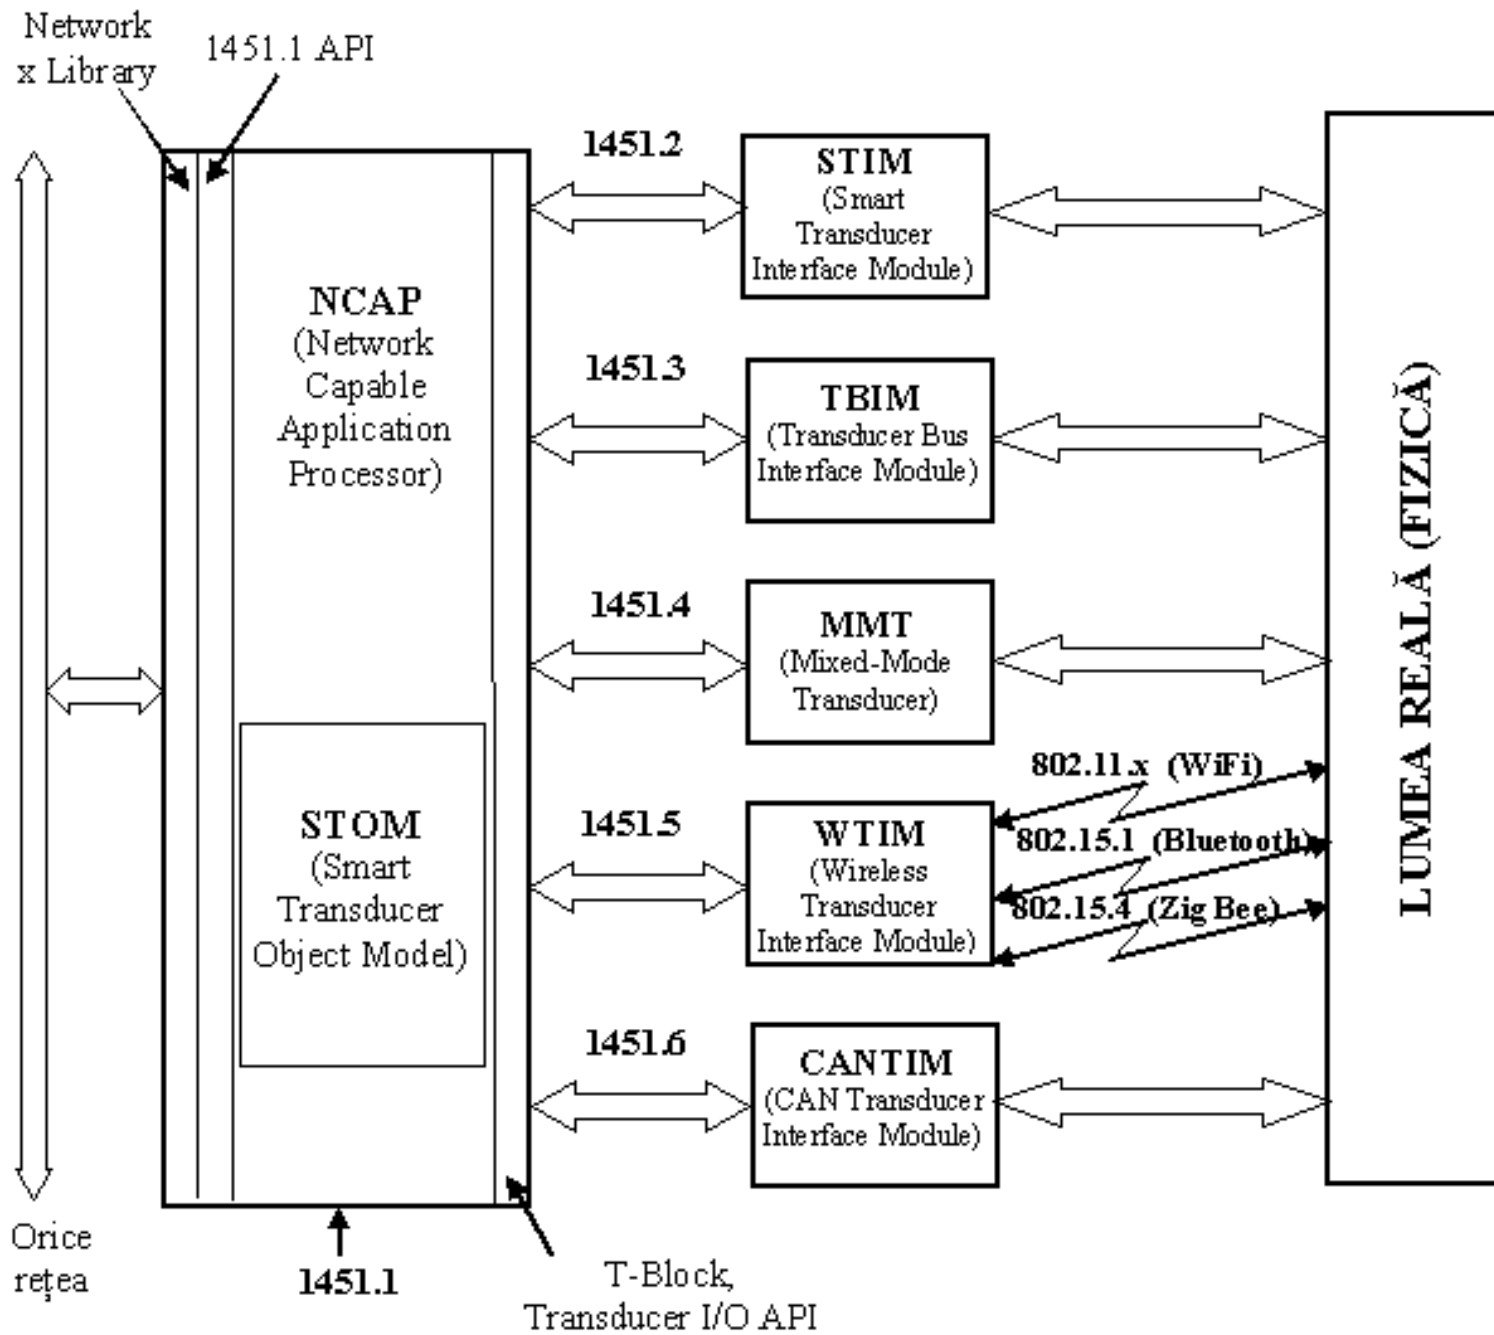 Network
x Library
1451.1 API
NCAP
(Network
Capable
Application
Processor)
STOM
(Smart
Transducer
Object Model)
Orice
rețea
1451.1
T-Block,
Transducer I/O API
1451.2
STIM
(Smart
Transducer
Interface Module)
1451.3
TBIM
(Transducer Bus
Interface Module)
1451.4
MMT
(Mixed-Mode
Transducer)
1451.5
WTIM
(Wireless
Transducer
Interface Module)
802.11.x (WiFi)
802.15.1 (Bluetooth)
802.15.4 (Zig Bee)
1451.6
CANTIM
(CAN Transducer
Interface Module)
LUMEA REALĂ (FIZICĂ)